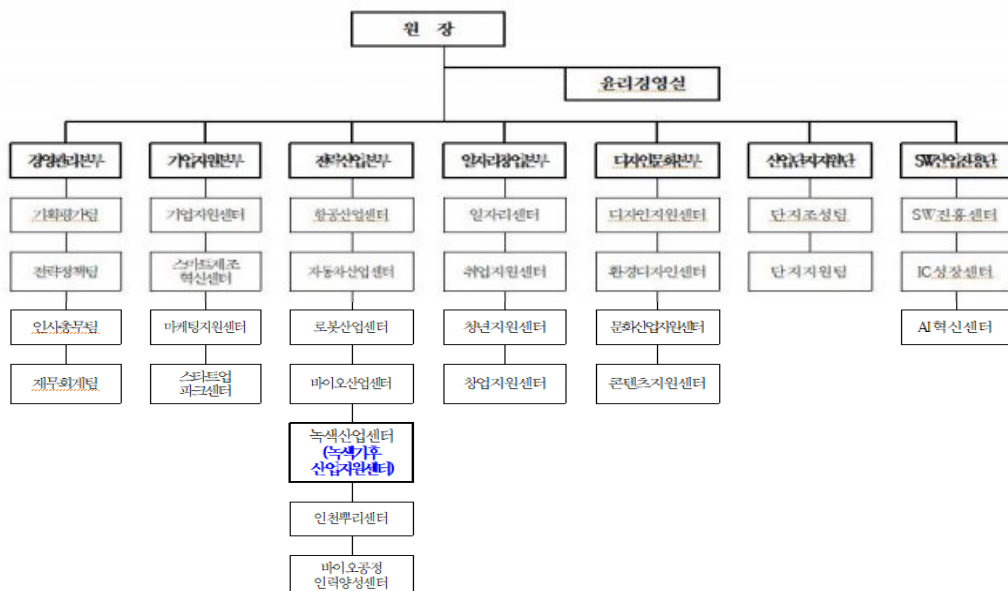 원 장
윤리경영실
경영관리본부
기업지원본부
전략산업본부
일자리창업본부
디자인문화본부
산업단지지원단
SW산업진흥단
기획평가팀
기업지원센터
항공산업센터
일자리센터
디자인지원센터
단지조성팀
SW진흥센터
전략정책팀
스마트제조
혁신센터
자동차산업센터
취업지원센터
환경디자인센터
단지지원팀
IC성장센터
인사총무팀
마케팅지원센터
로봇산업센터
청년지원센터
문화산업지원센터
AI혁신센터
재무회계팀
스타트업
파크센터
바이오산업센터
창업지원센터
콘텐츠지원센터
녹색산업센터
(녹색기후
산업지원센터)
인천뿌리센터
바이오공정
인력양성센터